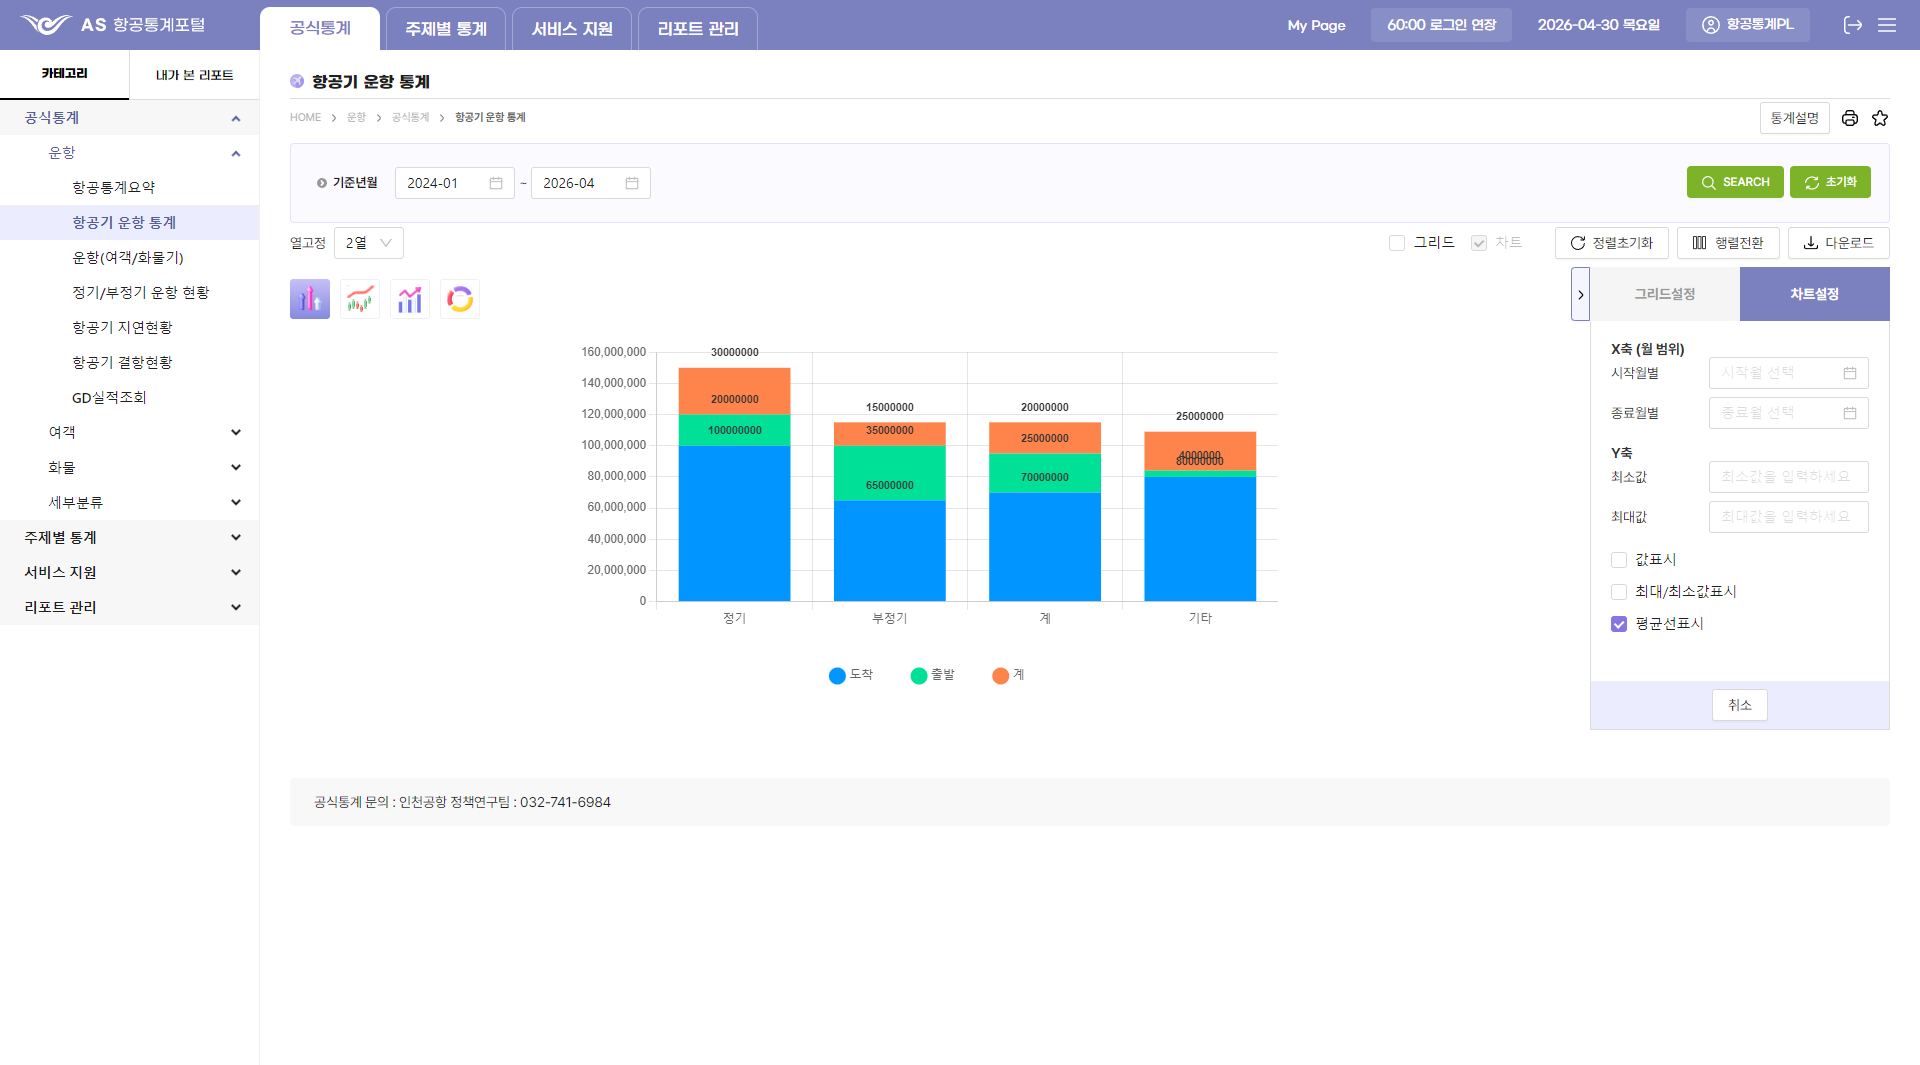 AS 항공통계포털
공식통계
주제별 통계
서비스 지원
리포트 관리
My Page
60:00 로그인 연장
2026-04-30 목요일
항공통계PL
카테고리
내가 본 리포트
공식통계
운항
항공통계요약
항공기 운항 통계
운항(여객/화물기)
정기/부정기 운항 현황
항공기 지연현황
항공기 결항현황
GD실적조회
여객
화물
세부분류
주제별 통계
서비스 지원
리포트 관리
항공기 운항 통계
HOME > 운항 > 공식통계 > 항공기 운항 통계
통계설명
기준년월
2024-01 ~ 2026-04
SEARCH
초기화
열고정
2열
그리드
차트
정렬초기화
행렬전환
다운로드
160,000,000
140,000,000
120,000,000
100,000,000
80,000,000
60,000,000
40,000,000
20,000,000
0
30000000
20000000
100000000
15000000
35000000
65000000
20000000
25000000
70000000
25000000
4000000
80000000
정기
부정기
계
기타
도착
출발
계
그리드설정
차트설정
X축 (월 범위)
시작월별
시작월 선택
종료월별
종료월 선택
Y축
최소값
최소값을 입력하세요
최대값
최대값을 입력하세요
값표시
최대/최소값표시
평균선표시
취소
공식통계 문의 : 인천공항 정책연구팀 : 032-741-6984